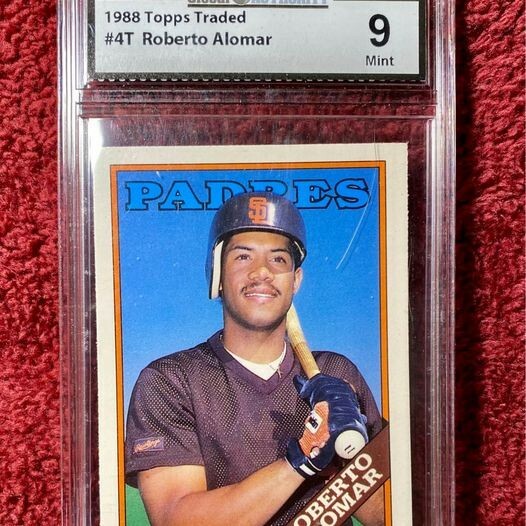 1988 Topps Traded
#4T Roberto Alomar
9
Mint
PADRES
SD
Rawlings
ROBERTO
ALOMAR